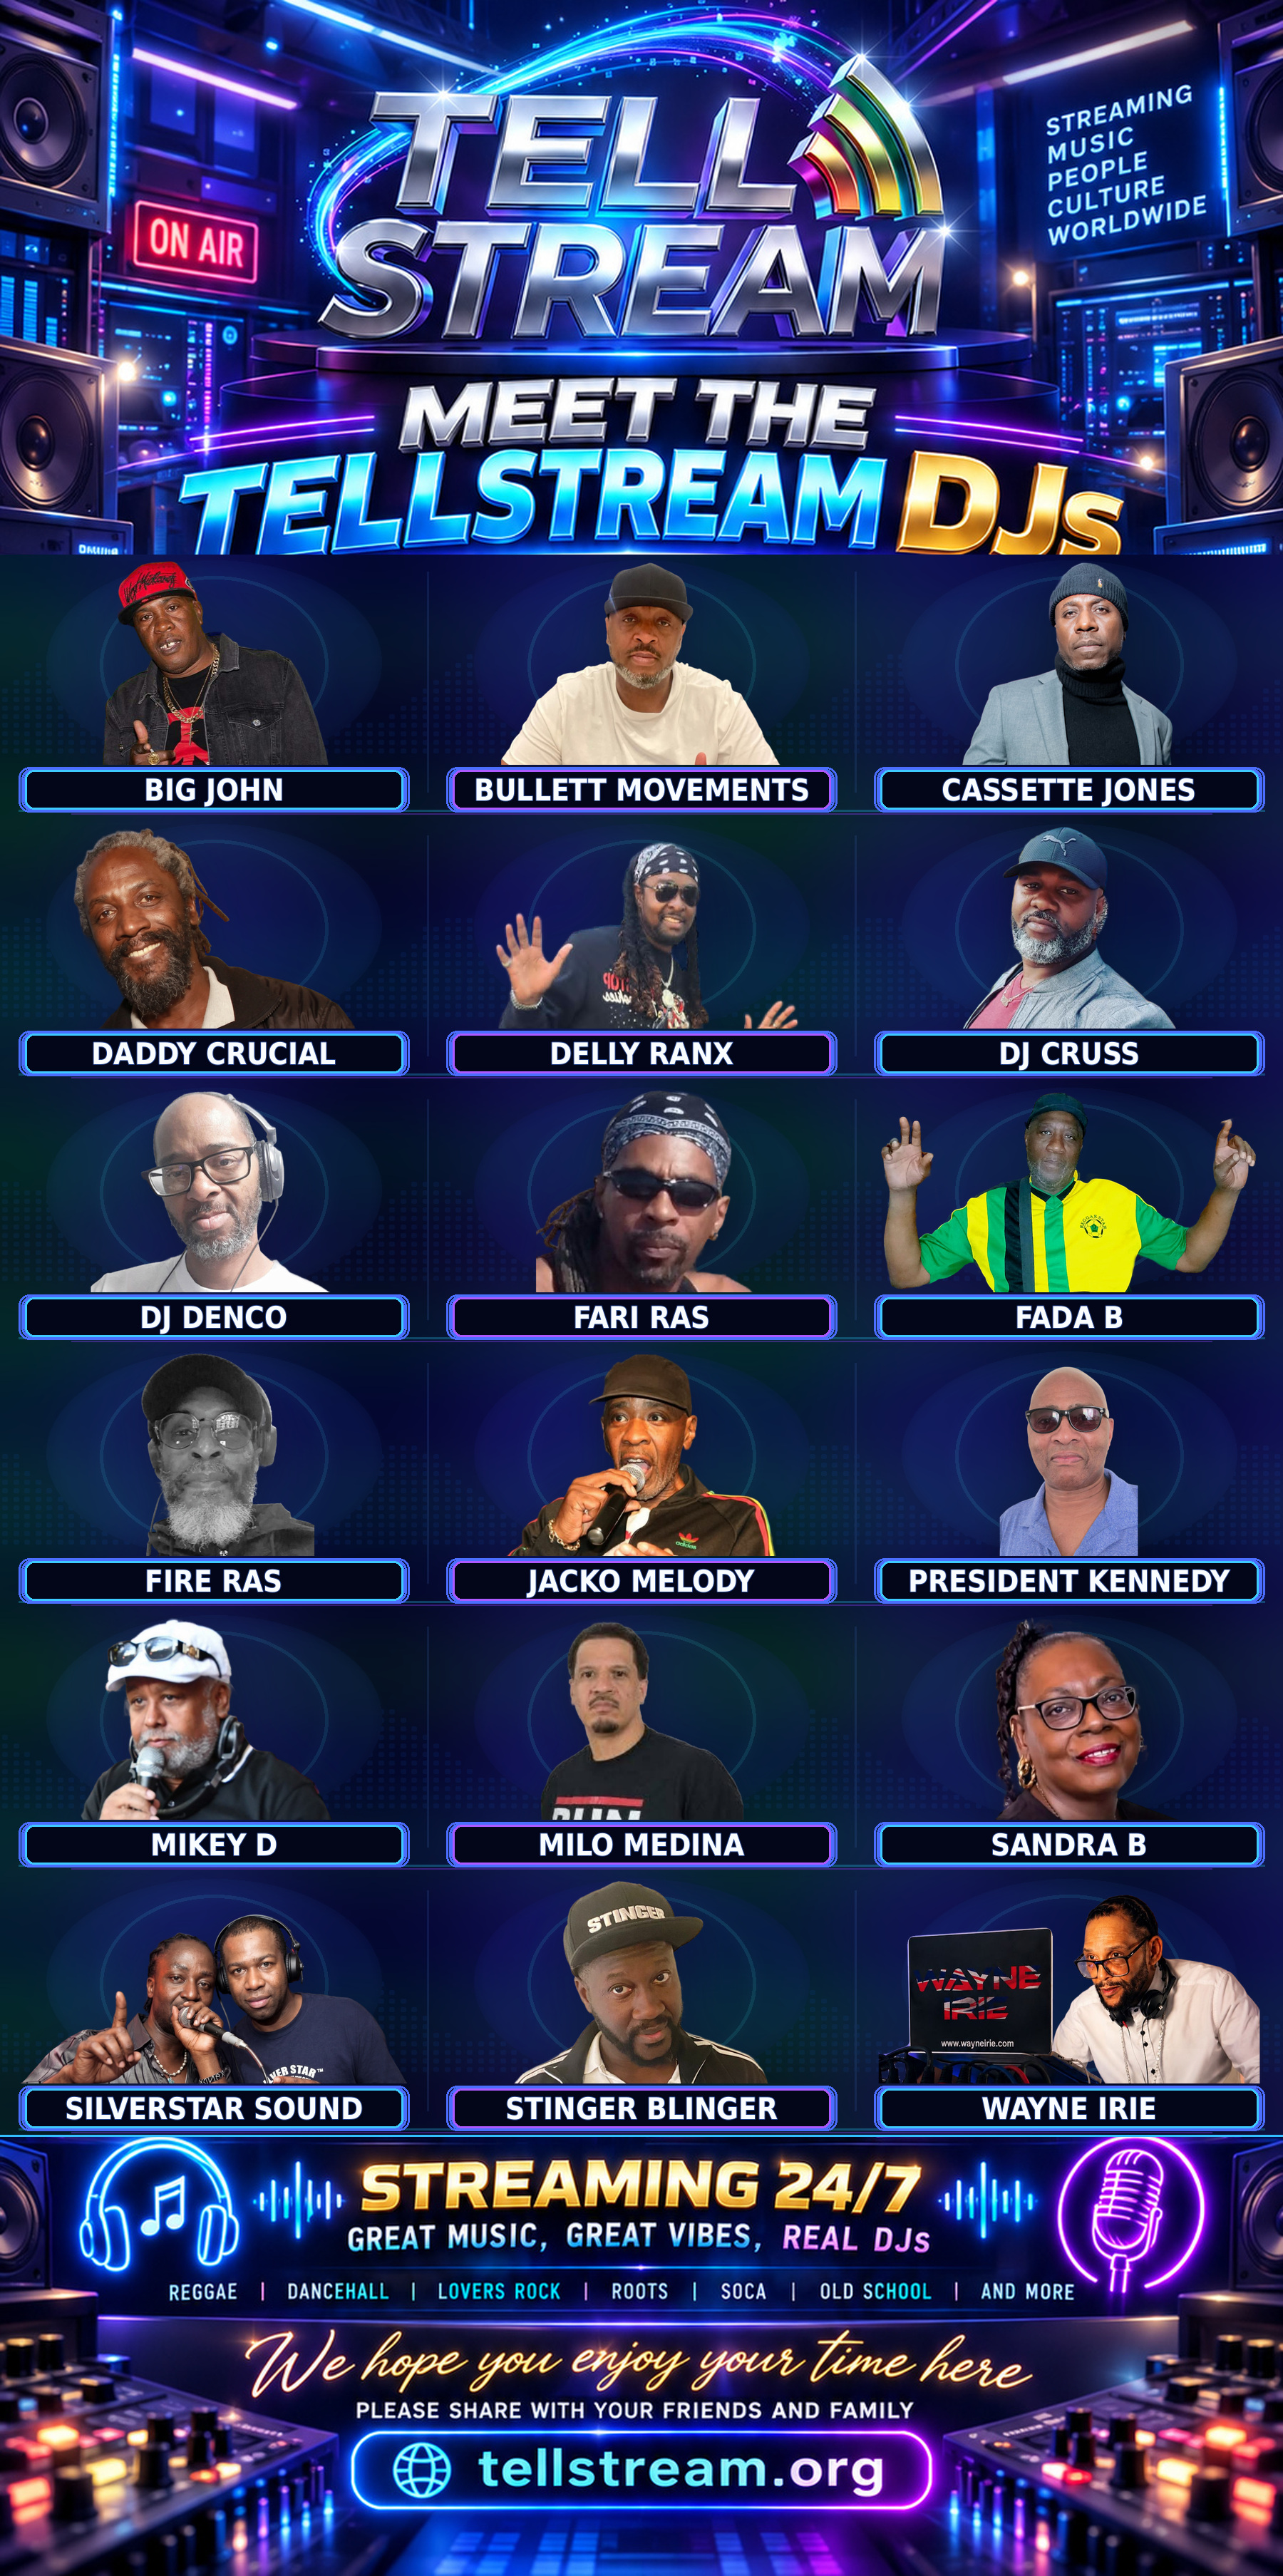 TELL
STREAM
ON AIR
STREAMING
MUSIC
PEOPLE
CULTURE
WORLDWIDE
MEET THE
TELLSTREAM DJs
BIG JOHN
BULLETT MOVEMENTS
CASSETTE JONES
DADDY CRUCIAL
DELLY RANX
DJ CRUSS
DJ DENCO
FARI RAS
FADA B
FIRE RAS
adidas
JACKO MELODY
PRESIDENT KENNEDY
MIKEY D
MILO MEDINA
SANDRA B
STINGER
WAYNE
IRIE
www.wayneirie.com
VER STAR™
SILVERSTAR SOUND
STINGER BLINGER
WAYNE IRIE
STREAMING 24/7
GREAT MUSIC, GREAT VIBES, REAL DJs
REGGAE | DANCEHALL | LOVERS ROCK | ROOTS | SOCA | OLD SCHOOL | AND MORE
We hope you enjoy your time here
PLEASE SHARE WITH YOUR FRIENDS AND FAMILY
tellstream.org